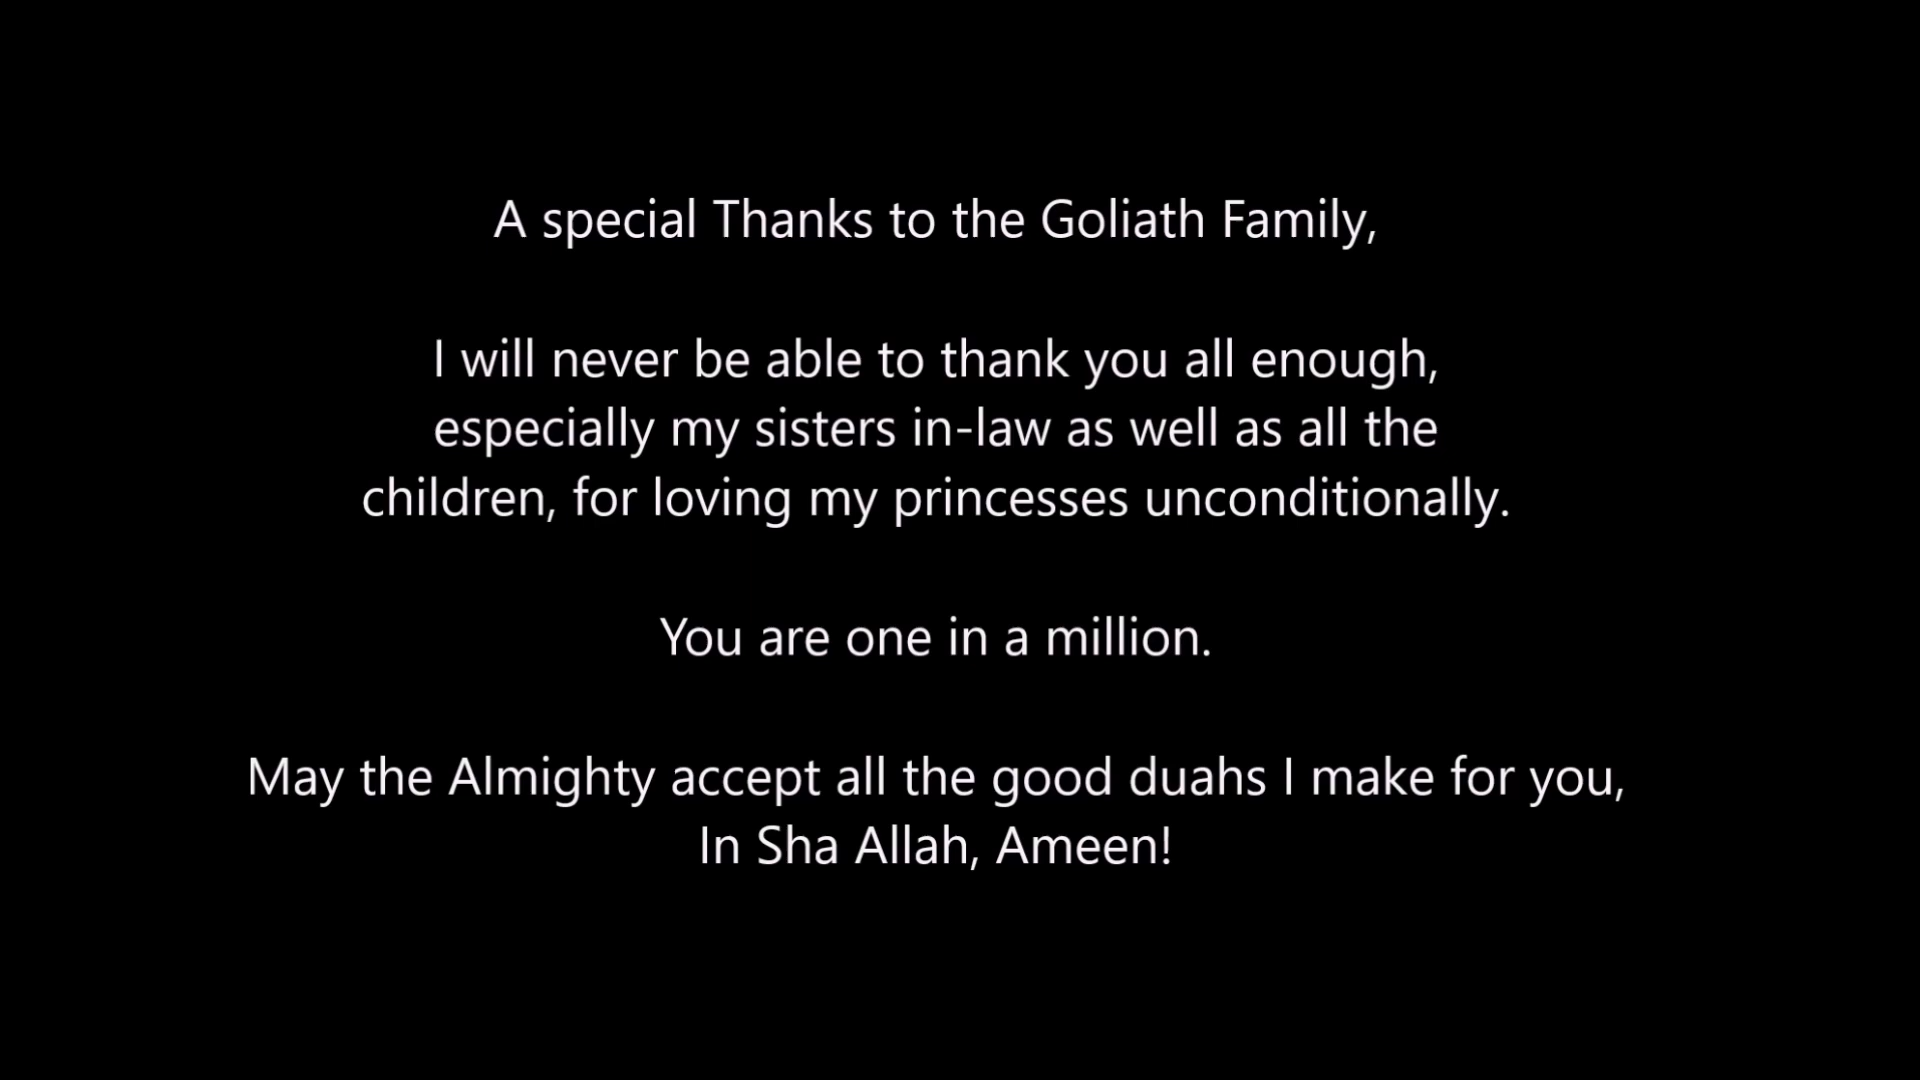 A special Thanks to the Goliath Family,
I will never be able to thank you all enough,
especially my sisters in-law as well as all the
children, for loving my princesses unconditionally.
You are one in a million.
May the Almighty accept all the good duahs I make for you,
In Sha Allah, Ameen!